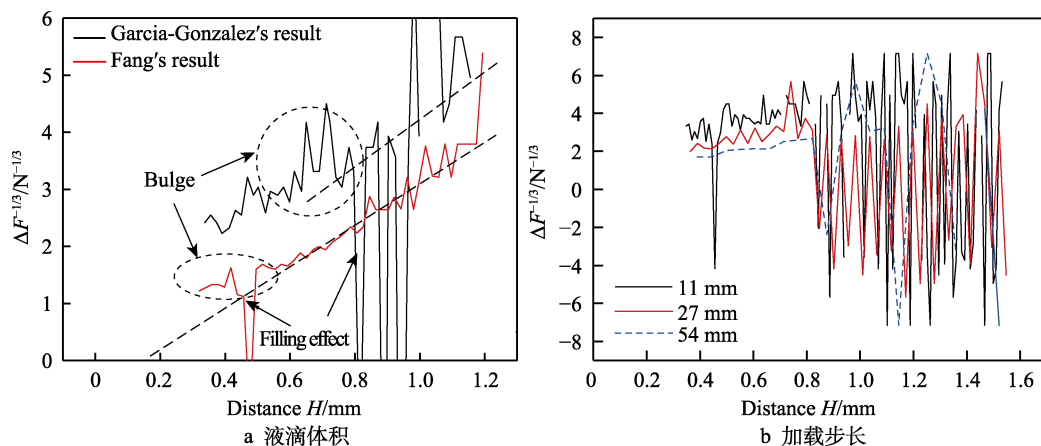 6
5
4
3
2
1
0
ΔF⁻¹/³/N⁻¹/³
Garcia-Gonzalez's result
Fang's result
Bulge
Filling effect
0 0.2 0.4 0.6 0.8 1.0 1.2
Distance H/mm
a 液滴体积
8
6
4
2
0
−2
−4
−6
−8
ΔF⁻¹/³/N⁻¹/³
11 mm
27 mm
54 mm
0 0.2 0.4 0.6 0.8 1.0 1.2 1.4 1.6
Distance H/mm
b 加载步长